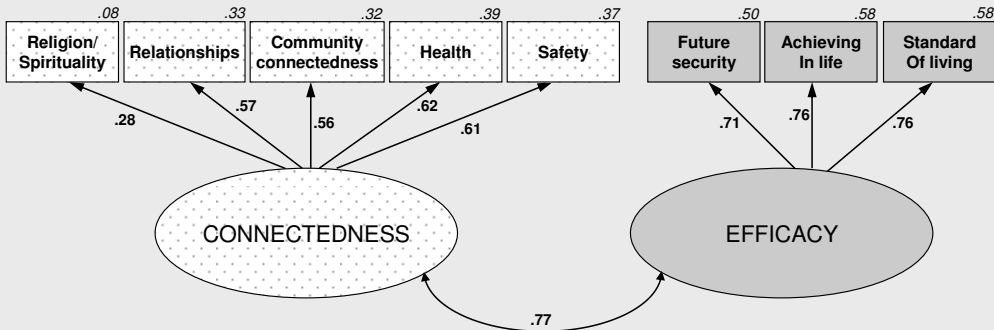 .08
.33
.32
.39
.37
.50
.58
.58
Religion/
Spirituality
Relationships
Community
connectedness
Health
Safety
Future
security
Achieving
In life
Standard
Of living
.28
.57
.56
.62
.61
.71
.76
.76
CONNECTEDNESS
EFFICACY
.77